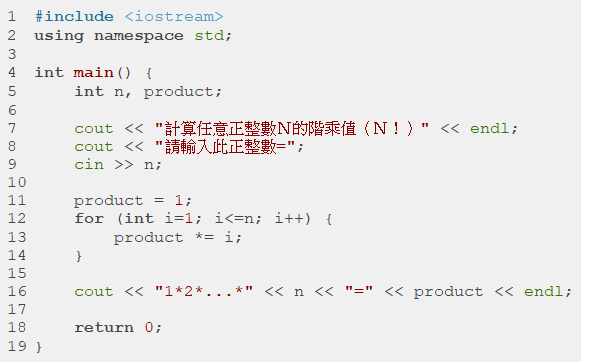 1 #include <iostream>
2 using namespace std;
3
4 int main() {
5     int n, product;
6
7     cout << "計算任意正整數N的階乘值（N！）" << endl;
8     cout << "請輸入此正整數=";
9     cin >> n;
10
11     product = 1;
12     for (int i=1; i<=n; i++) {
13         product *= i;
14     }
15
16     cout << "1*2*...*" << n << "=" << product << endl;
17
18     return 0;
19 }